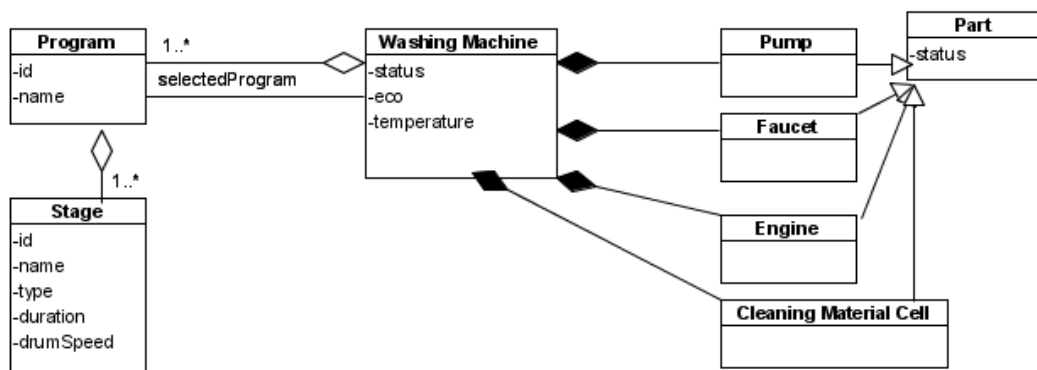 Program
-id
-name
1..*
selectedProgram
Washing Machine
-status
-eco
-temperature
Pump
Part
-status
Faucet
1..*
Stage
-id
-name
-type
-duration
-drumSpeed
Engine
Cleaning Material Cell